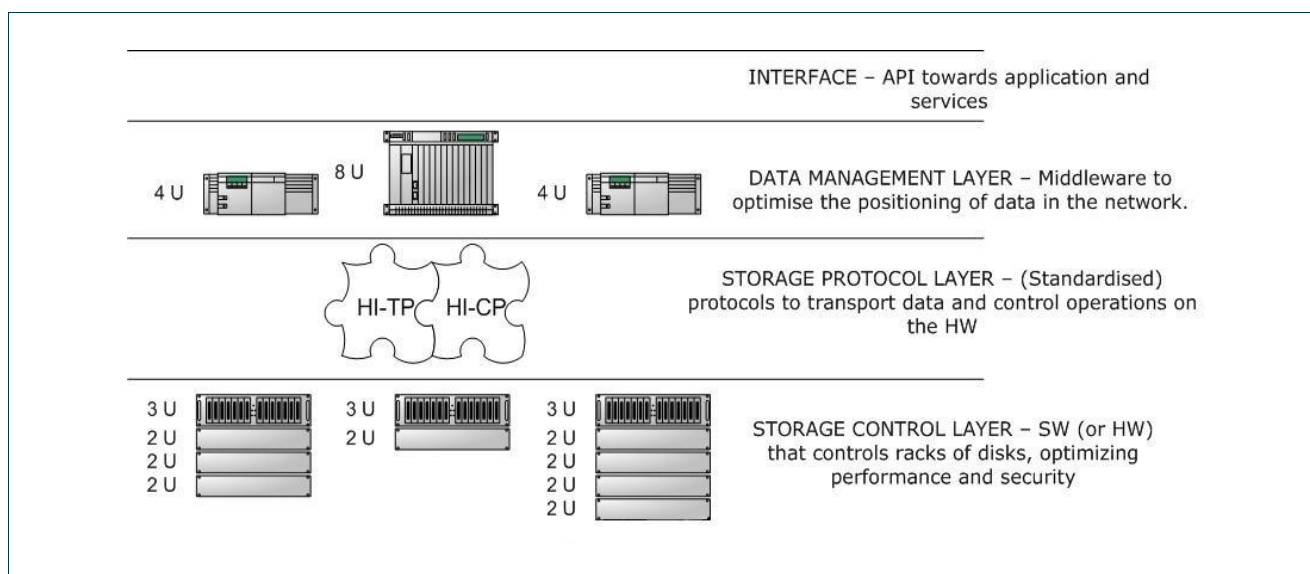 INTERFACE – API towards application and
services
8 U
4 U
4 U
DATA MANAGEMENT LAYER – Middleware to
optimise the positioning of data in the network.
HI-TP
HI-CP
STORAGE PROTOCOL LAYER – (Standardised)
protocols to transport data and control operations on
the HW
3 U
2 U
2 U
2 U
3 U
2 U
3 U
2 U
2 U
2 U
2 U
STORAGE CONTROL LAYER – SW (or HW)
that controls racks of disks, optimizing
performance and security